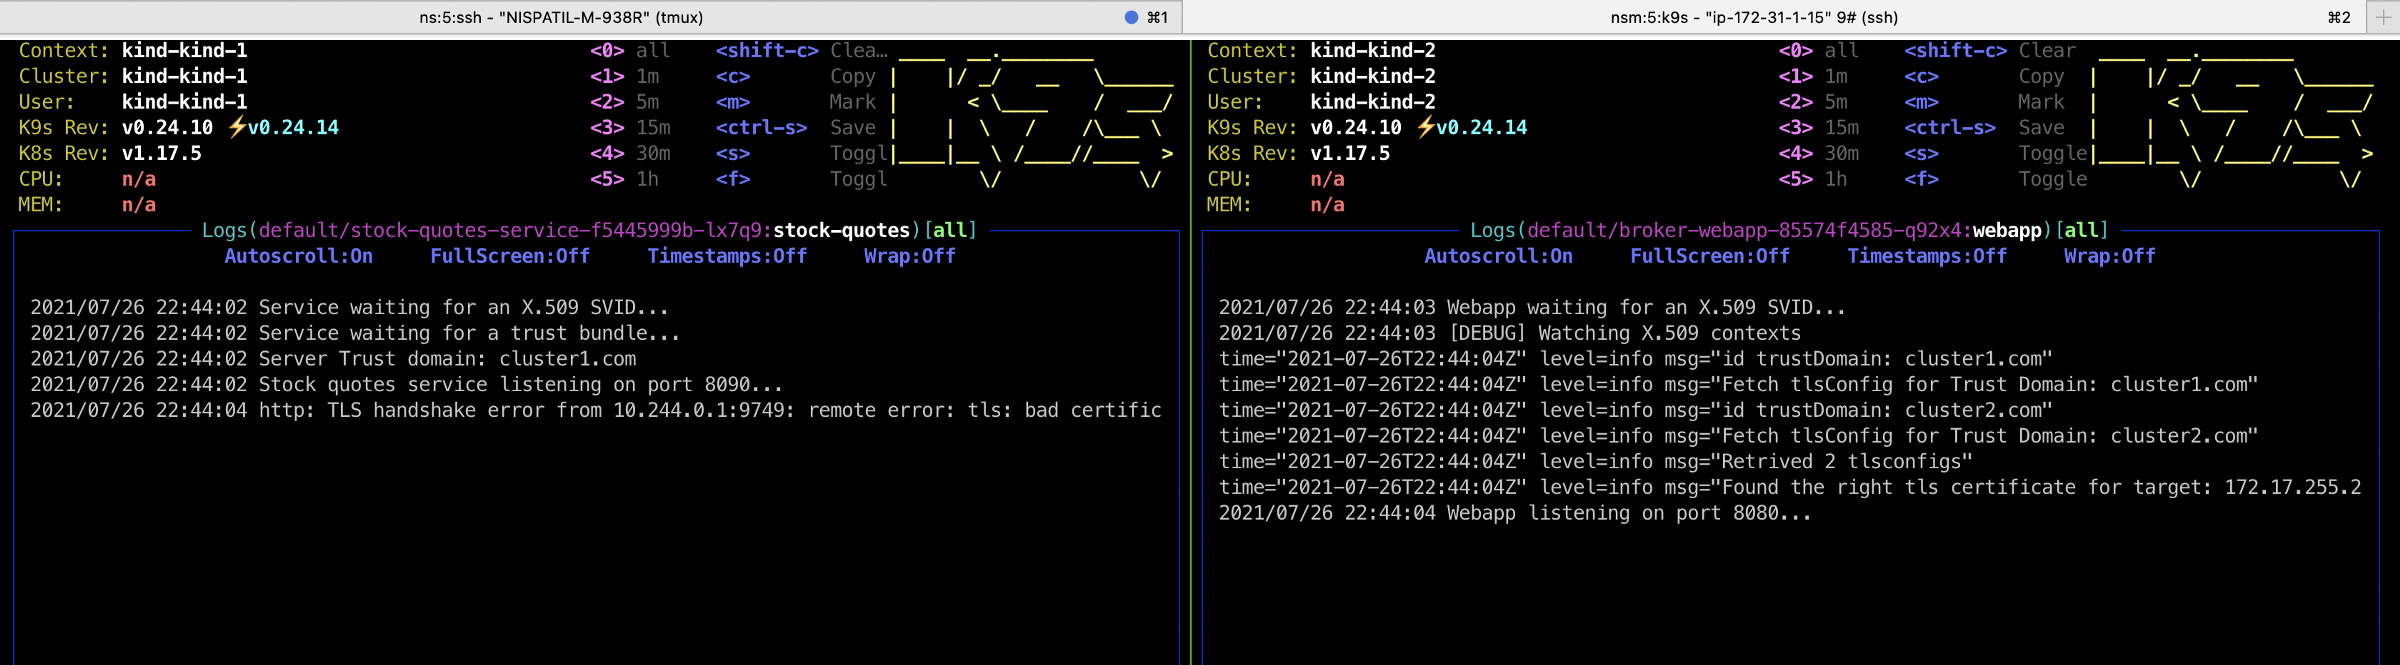 ns:5:ssh - "NISPATIL-M-938R" (tmux) ⌘1
Context: kind-kind-1 <0> all <shift-c> Clea…
Cluster: kind-kind-1 <1> 1m <c> Copy
User: kind-kind-1 <2> 5m <m> Mark
K9s Rev: v0.24.10 ⚡v0.24.14 <3> 15m <ctrl-s> Save
K8s Rev: v1.17.5 <4> 30m <s> Toggl
CPU: n/a <5> 1h <f> Toggl
MEM: n/a
Logs(default/stock-quotes-service-f5445999b-lx7q9:stock-quotes)[all]
Autoscroll:On FullScreen:Off Timestamps:Off Wrap:Off
2021/07/26 22:44:02 Service waiting for an X.509 SVID...
2021/07/26 22:44:02 Service waiting for a trust bundle...
2021/07/26 22:44:02 Server Trust domain: cluster1.com
2021/07/26 22:44:02 Stock quotes service listening on port 8090...
2021/07/26 22:44:04 http: TLS handshake error from 10.244.0.1:9749: remote error: tls: bad certific
nsm:5:k9s - "ip-172-31-1-15" 9# (ssh) ⌘2
Context: kind-kind-2 <0> all <shift-c> Clear
Cluster: kind-kind-2 <1> 1m <c> Copy
User: kind-kind-2 <2> 5m <m> Mark
K9s Rev: v0.24.10 ⚡v0.24.14 <3> 15m <ctrl-s> Save
K8s Rev: v1.17.5 <4> 30m <s> Toggle
CPU: n/a <5> 1h <f> Toggle
MEM: n/a
Logs(default/broker-webapp-85574f4585-q92x4:webapp)[all]
Autoscroll:On FullScreen:Off Timestamps:Off Wrap:Off
2021/07/26 22:44:03 Webapp waiting for an X.509 SVID...
2021/07/26 22:44:03 [DEBUG] Watching X.509 contexts
time="2021-07-26T22:44:04Z" level=info msg="id trustDomain: cluster1.com"
time="2021-07-26T22:44:04Z" level=info msg="Fetch tlsConfig for Trust Domain: cluster1.com"
time="2021-07-26T22:44:04Z" level=info msg="id trustDomain: cluster2.com"
time="2021-07-26T22:44:04Z" level=info msg="Fetch tlsConfig for Trust Domain: cluster2.com"
time="2021-07-26T22:44:04Z" level=info msg="Retrived 2 tlsconfigs"
time="2021-07-26T22:44:04Z" level=info msg="Found the right tls certificate for target: 172.17.255.2
2021/07/26 22:44:04 Webapp listening on port 8080...